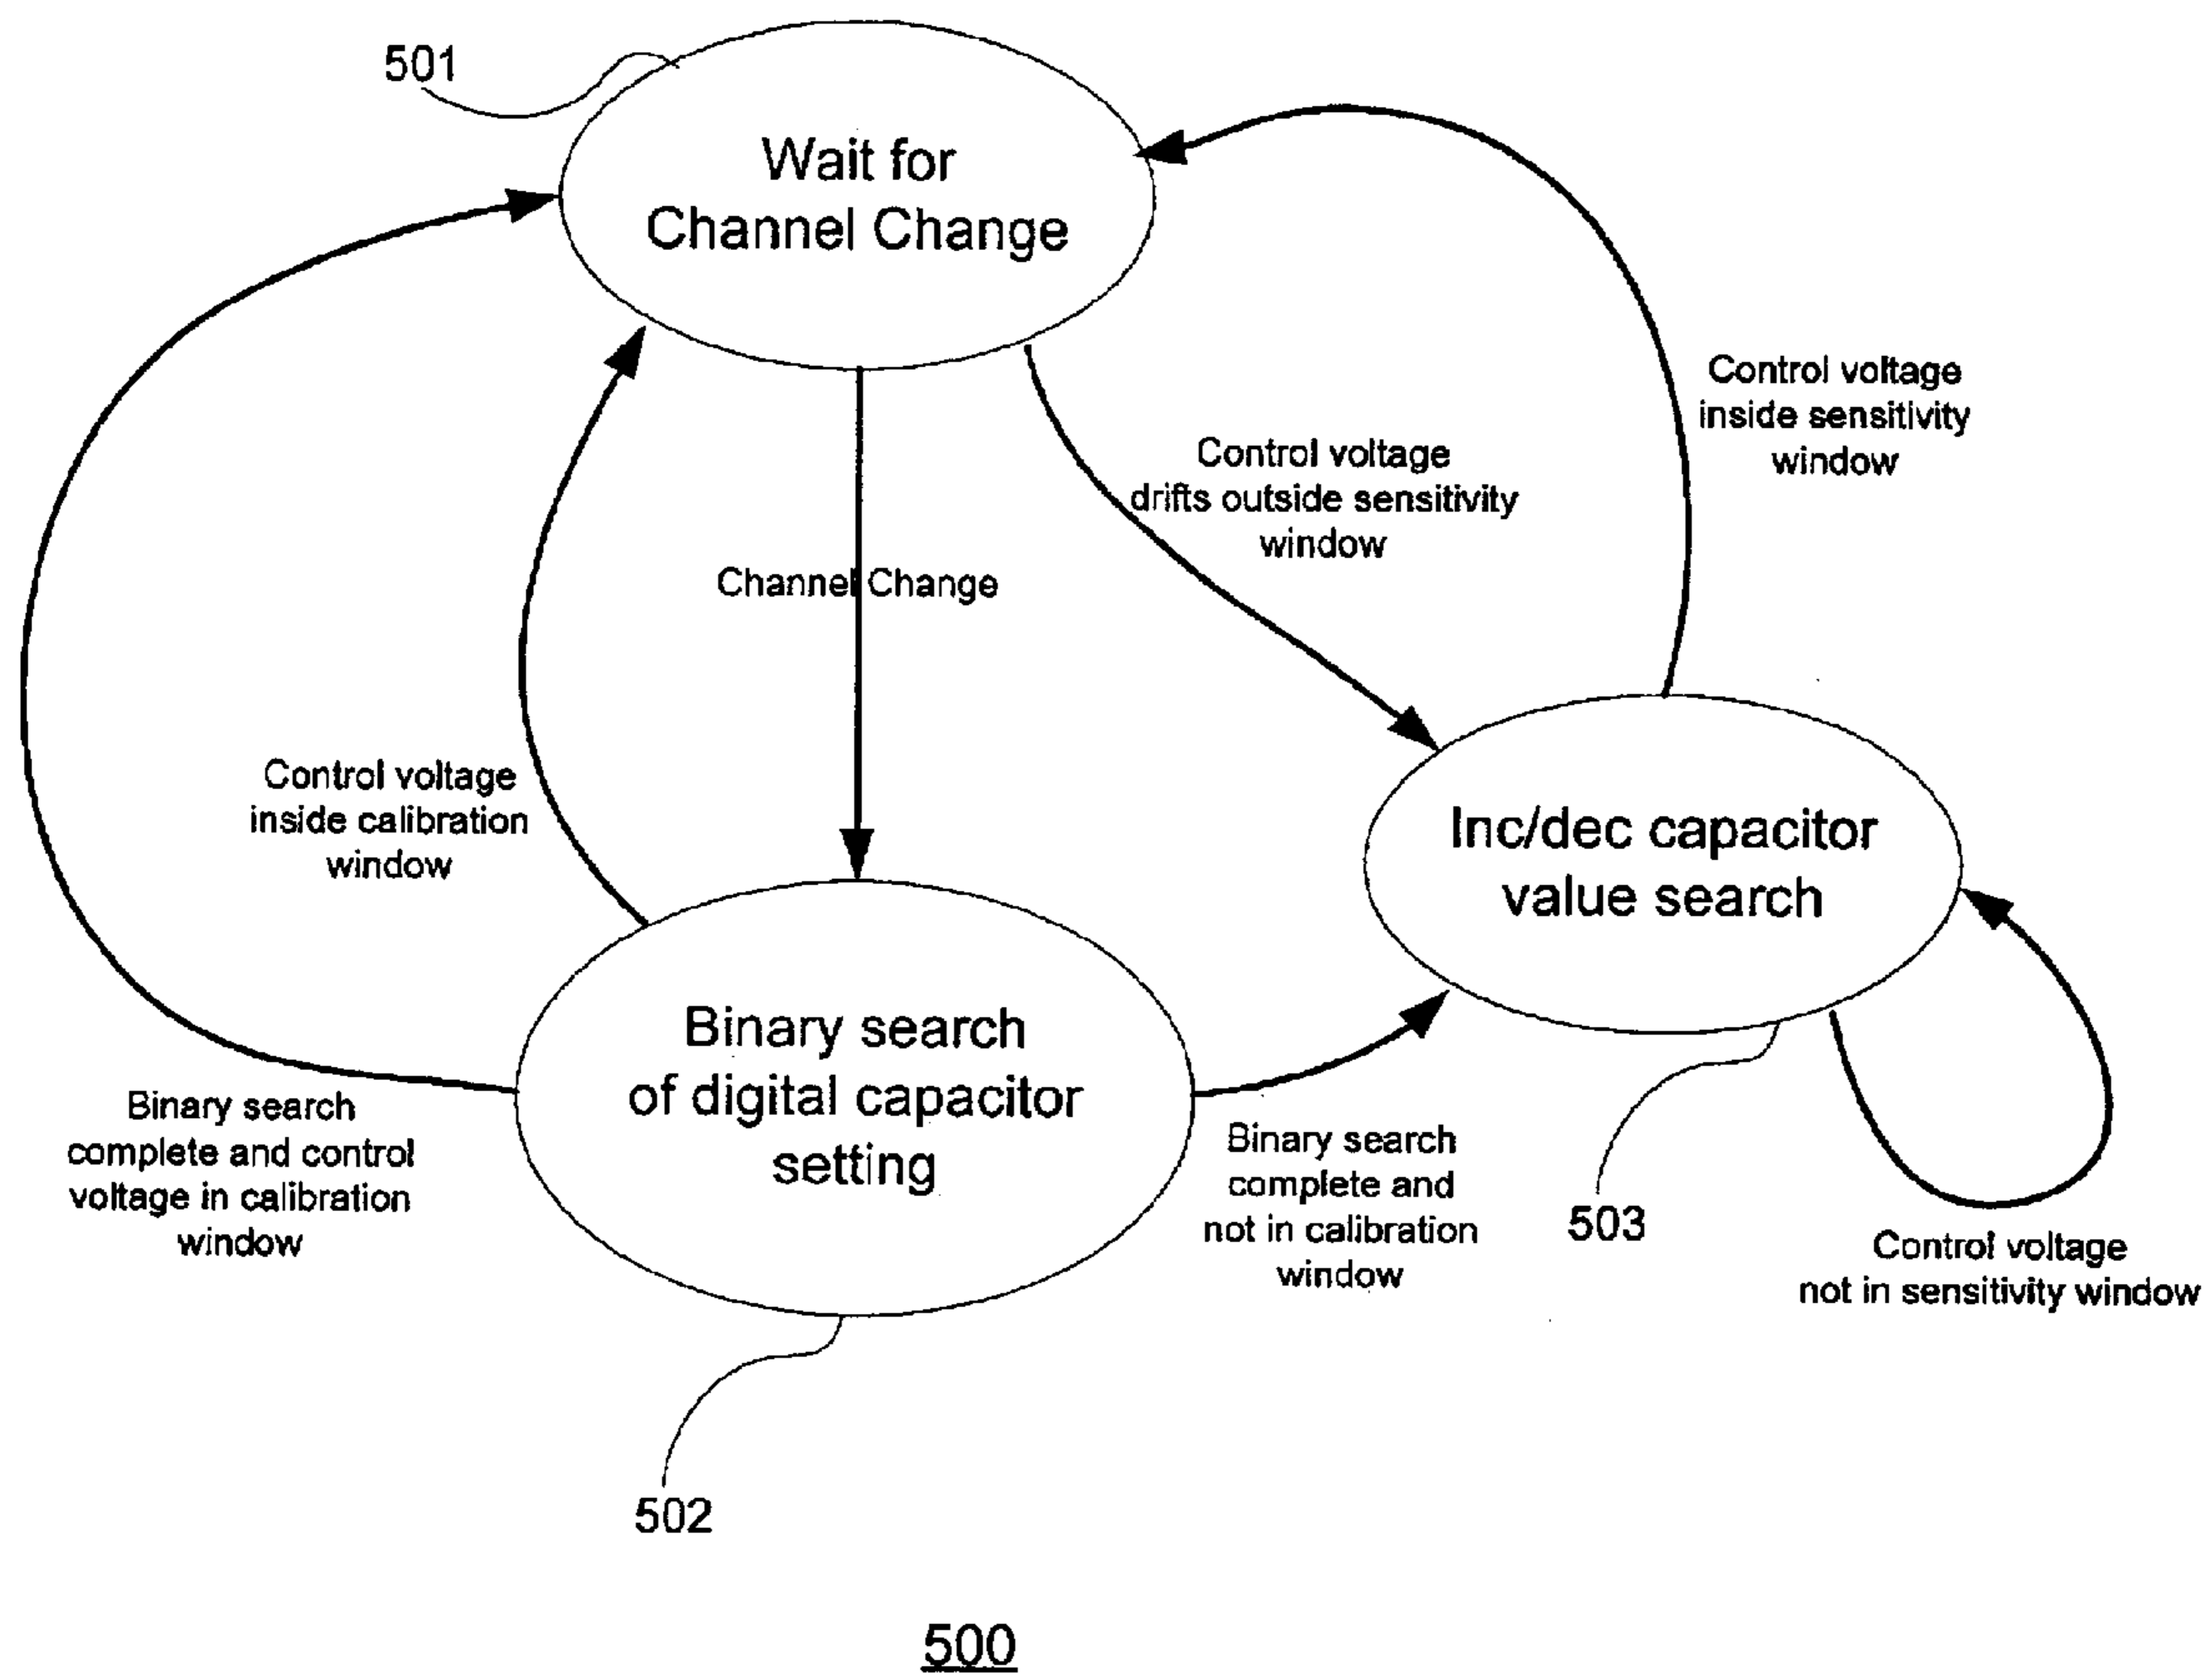 501
Wait for
Channel Change
Control voltage
inside sensitivity
window
Control voltage
drifts outside sensitivity
window
Channel Change
Control voltage
inside calibration
window
Inc/dec capacitor
value search
Binary search
of digital capacitor
setting
Binary search
complete and control
voltage in calibration
window
Binary search
complete and
not in calibration
window
503
Control voltage
not in sensitivity window
502
500